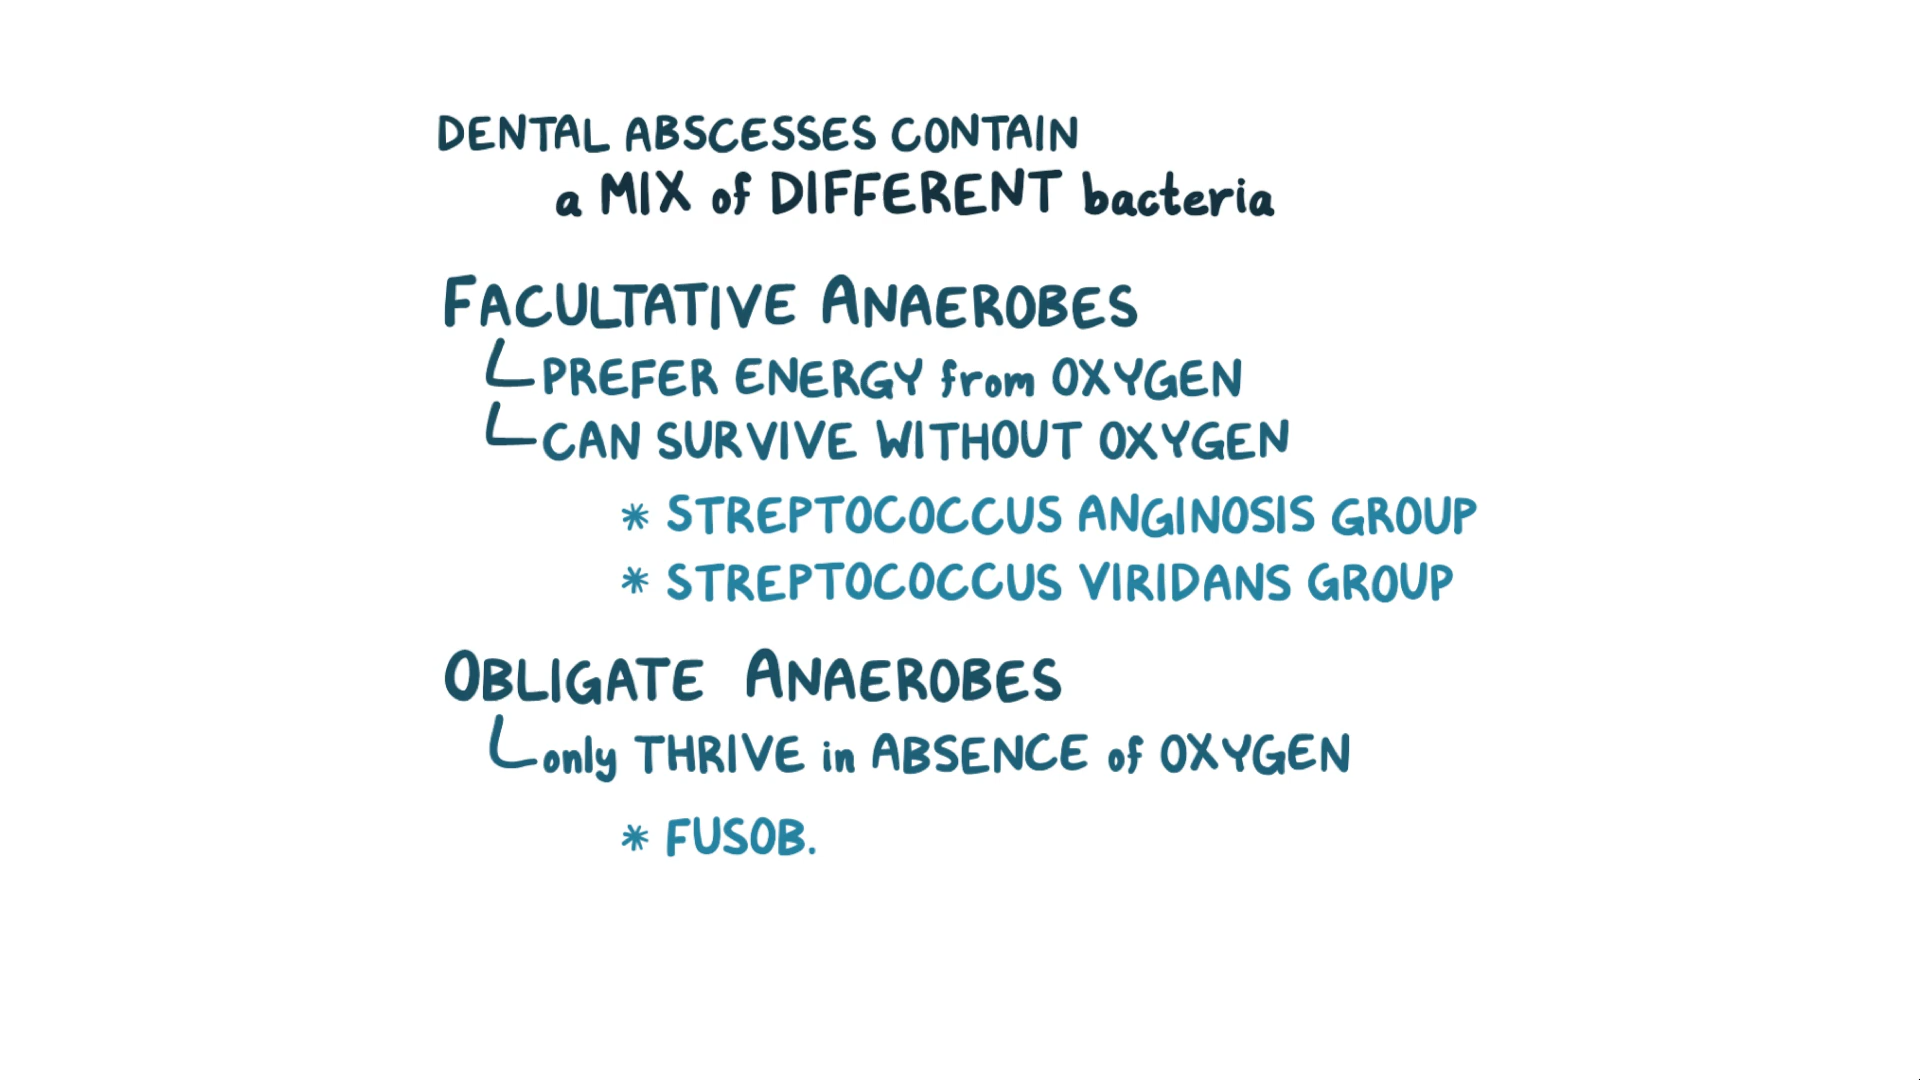 DENTAL ABSCESSES CONTAIN
a MIX of DIFFERENT bacteria
FACULTATIVE ANAEROBES
PREFER ENERGY from OXYGEN
CAN SURVIVE WITHOUT OXYGEN
* STREPTOCOCCUS ANGINOSIS GROUP
* STREPTOCOCCUS VIRIDANS GROUP
OBLIGATE ANAEROBES
only THRIVE in ABSENCE of OXYGEN
* FUSOB.